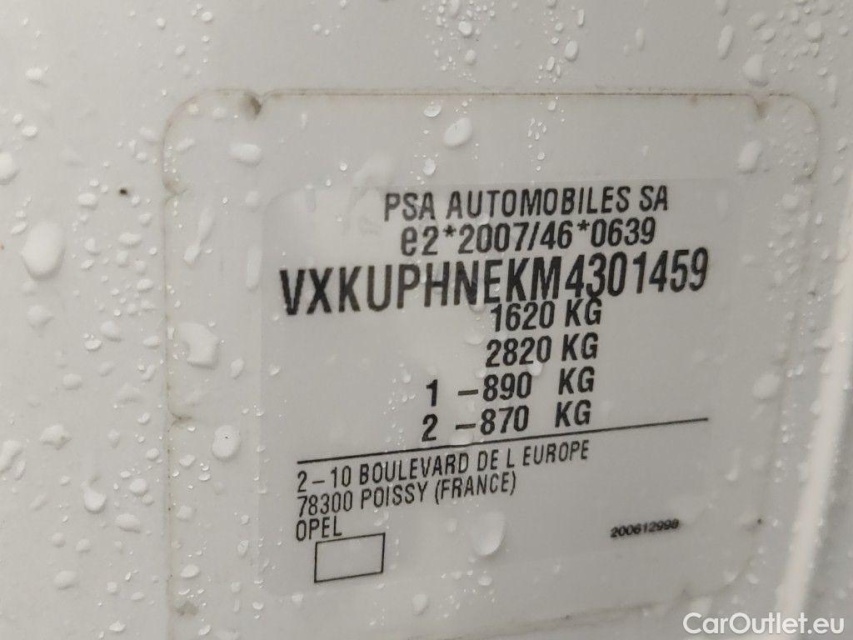 PSA AUTOMOBILES SA
e2*2007/46*0639
VXKUPHNEKM4301459
1620 KG
2820 KG
1 -890 KG
2 -870 KG
2-10 BOULEVARD DE L EUROPE
78300 POISSY (FRANCE)
OPEL
200612998
CarOutlet.eu